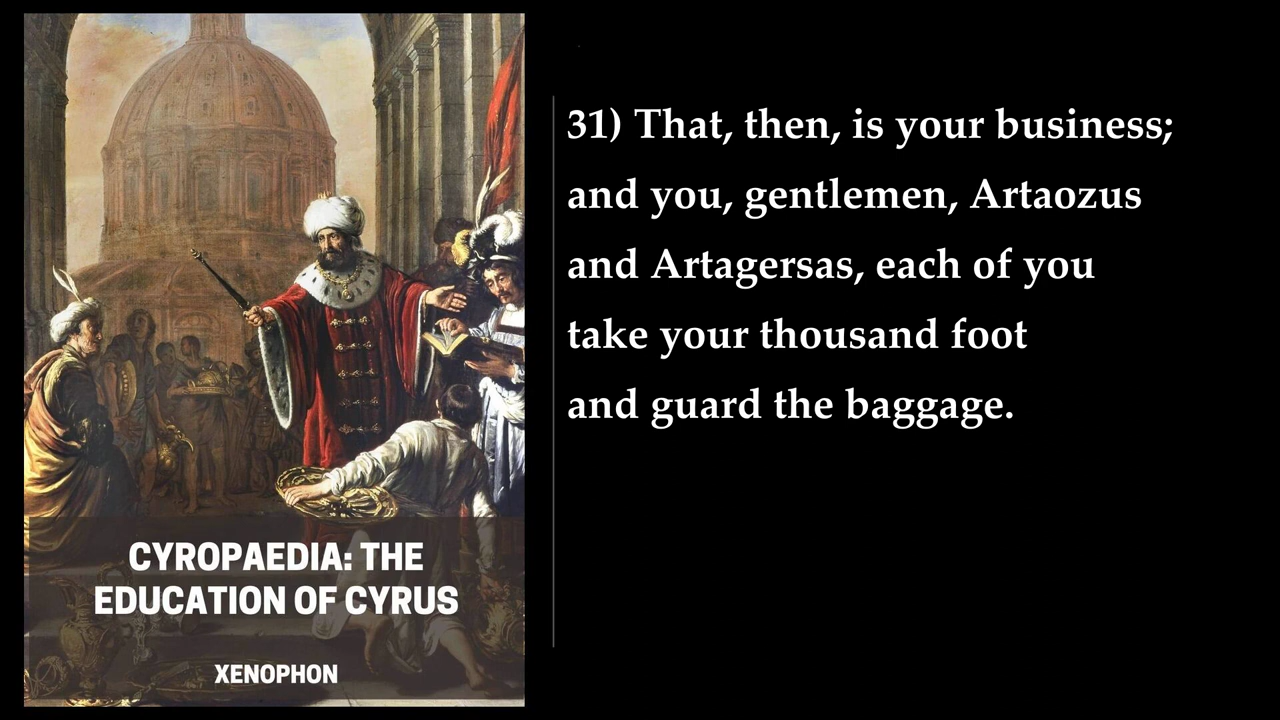 31) That, then, is your business;
and you, gentlemen, Artaozus
and Artagersas, each of you
take your thousand foot
and guard the baggage.
CYROPAEDIA: THE
EDUCATION OF CYRUS
XENOPHON